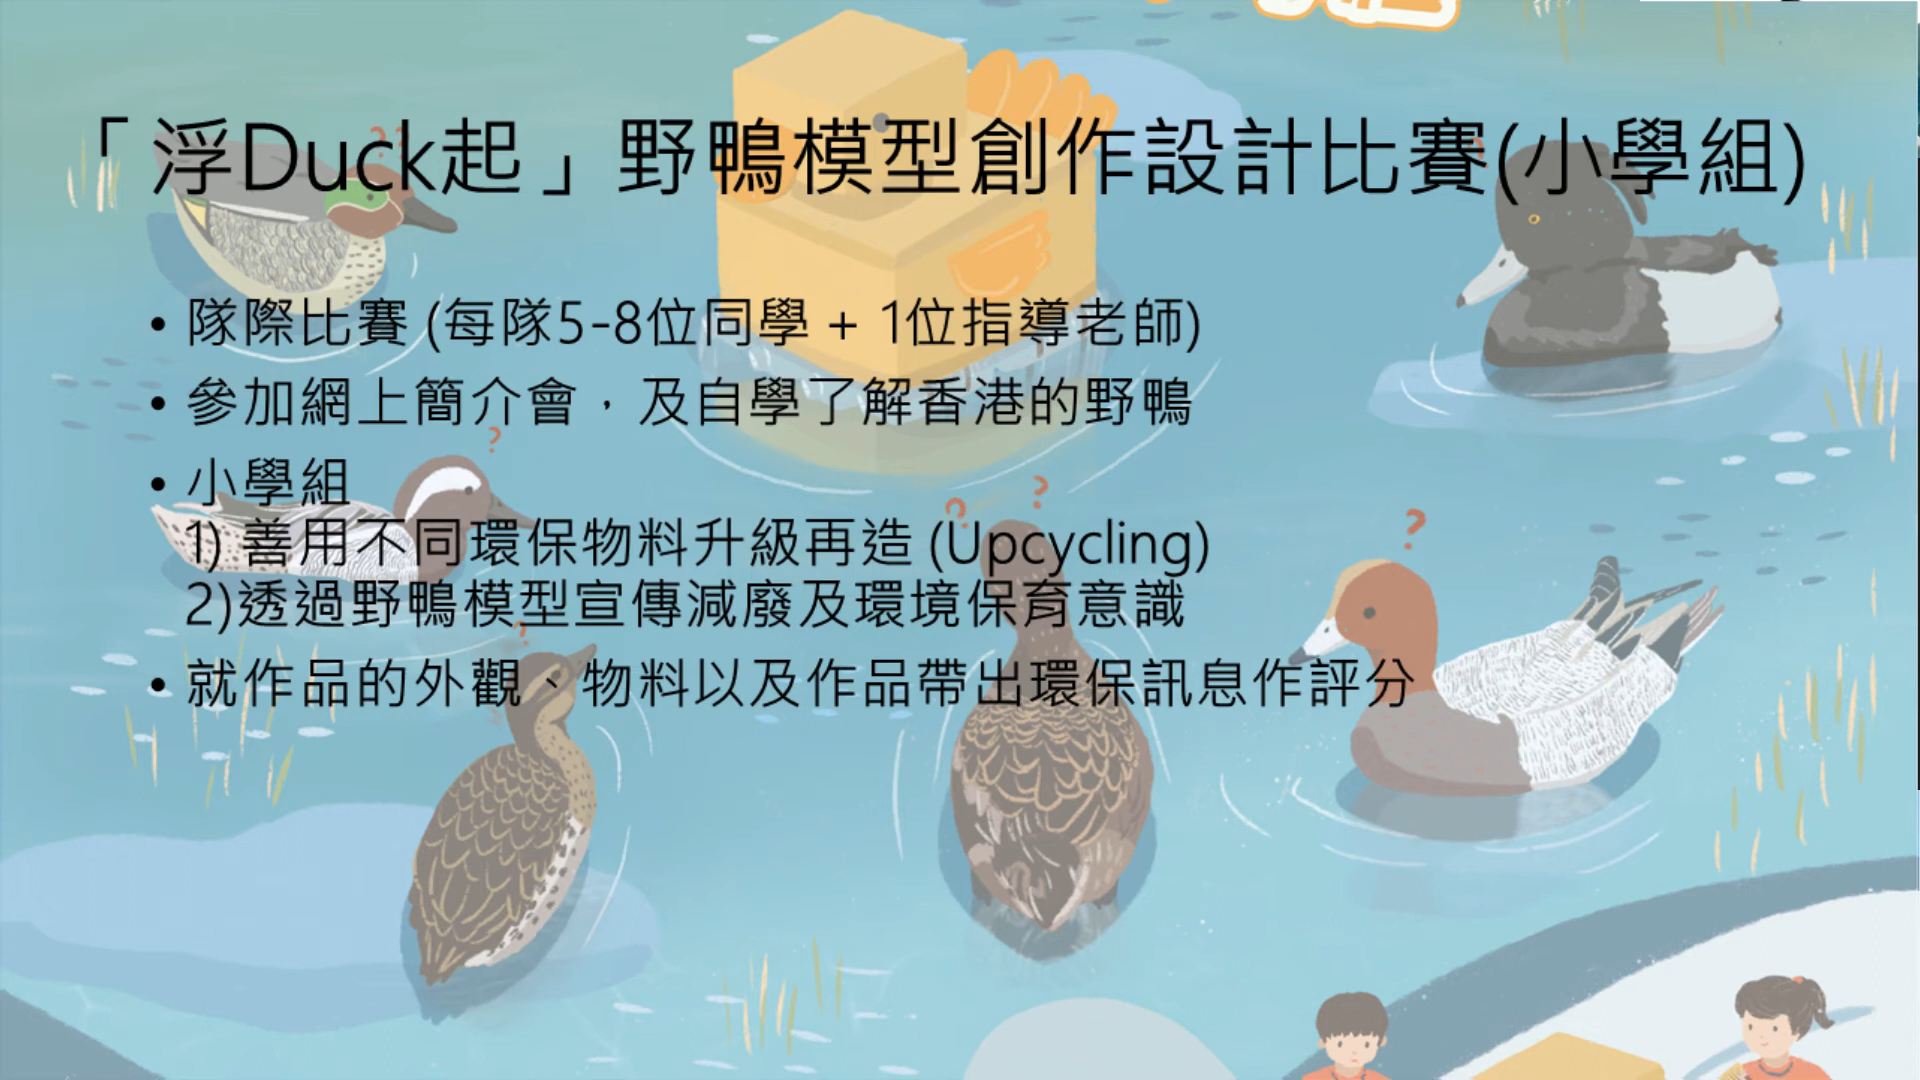 「浮Duck起」野鴨模型創作設計比賽(小學組)
• 隊際比賽 (每隊5-8位同學 + 1位指導老師)
• 參加網上簡介會，及自學了解香港的野鴨
• 小學組
1) 善用不同環保物料升級再造 (Upcycling)
2)透過野鴨模型宣傳減廢及環境保育意識
• 就作品的外觀、物料以及作品帶出環保訊息作評分